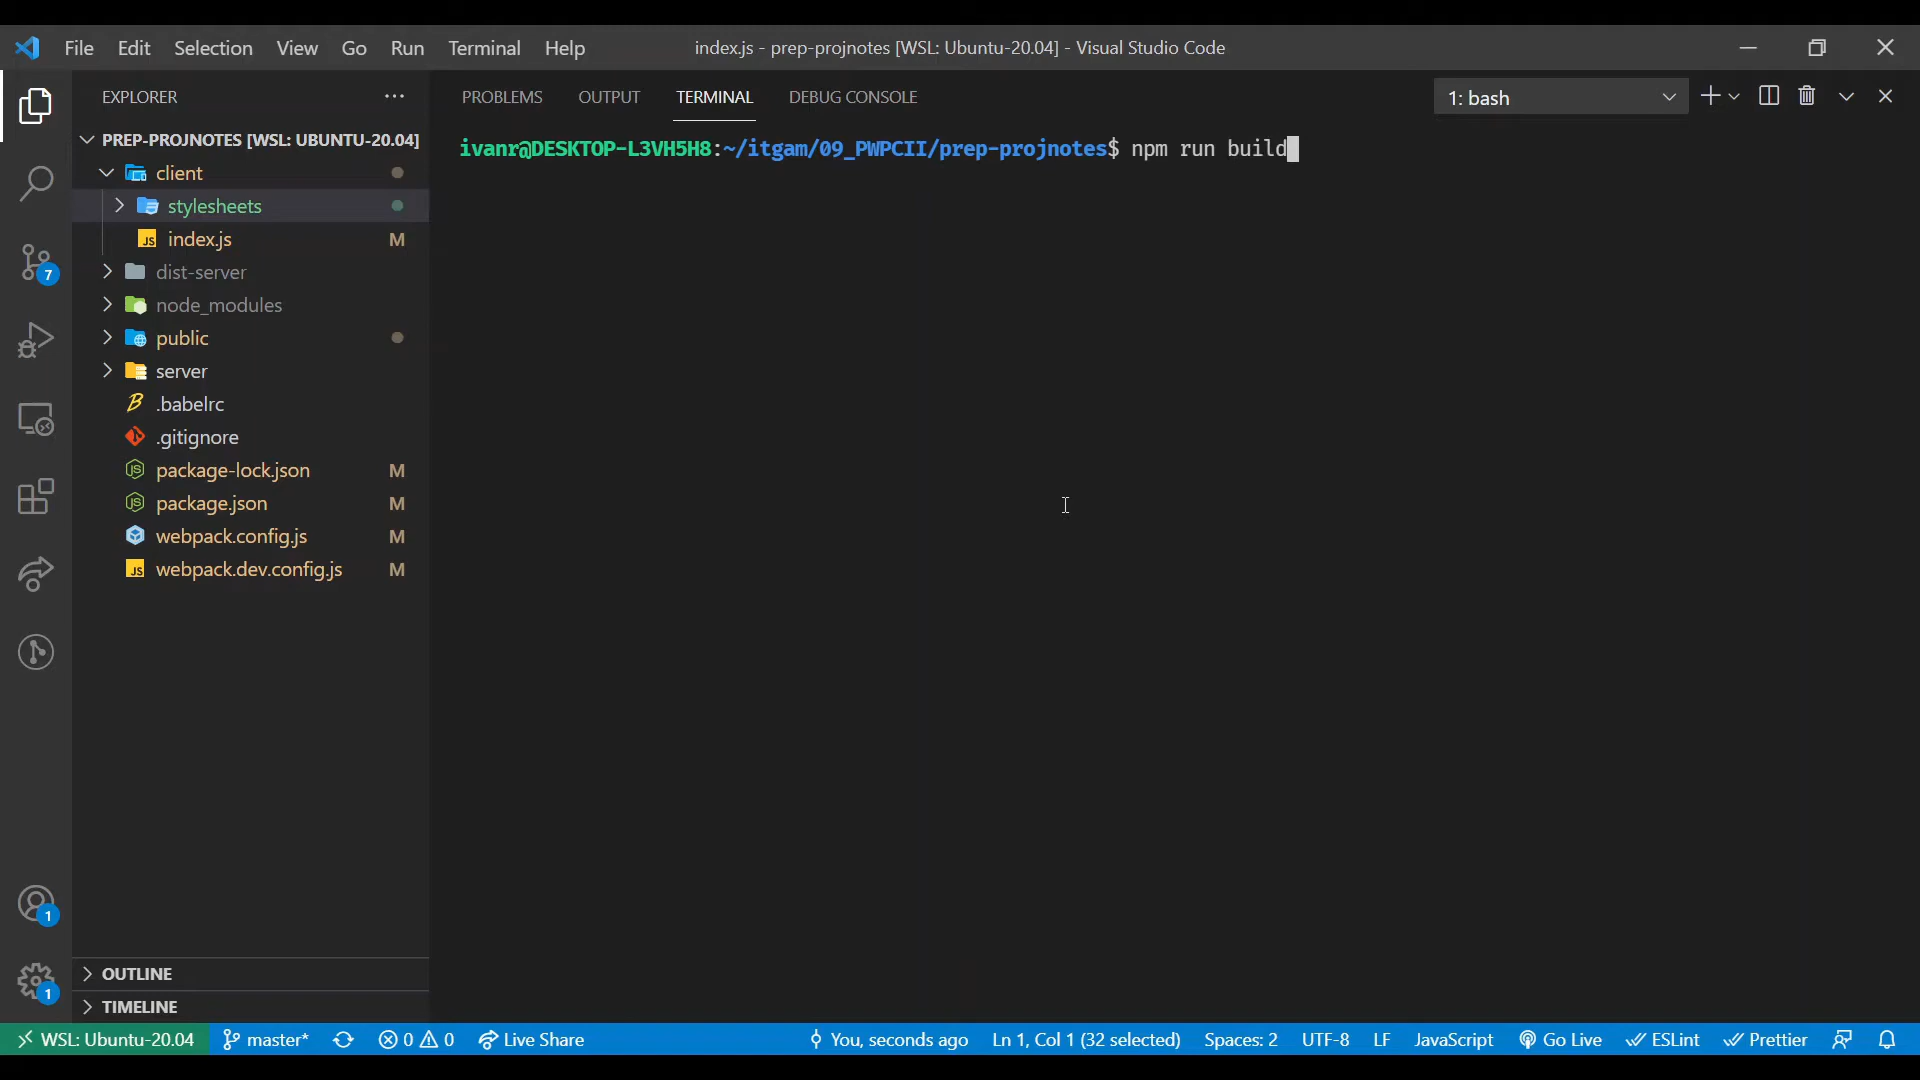 File Edit Selection View Go Run Terminal Help index.js - prep-projnotes [WSL: Ubuntu-20.04] - Visual Studio Code
EXPLORER
PROBLEMS OUTPUT TERMINAL DEBUG CONSOLE 1: bash
PREP-PROJNOTES [WSL: UBUNTU-20.04]
ivanr@DESKTOP-L3VH5H8:~/itgam/09_PWPCII/prep-projnotes$ npm run build
client
stylesheets
index.js M
dist-server
node_modules
public
server
.babelrc
.gitignore
package-lock.json M
package.json M
webpack.config.js M
webpack.dev.config.js M
7
1
1
OUTLINE
TIMELINE
WSL: Ubuntu-20.04 master* 0 0 Live Share You, seconds ago Ln 1, Col 1 (32 selected) Spaces: 2 UTF-8 LF JavaScript Go Live ESLint Prettier